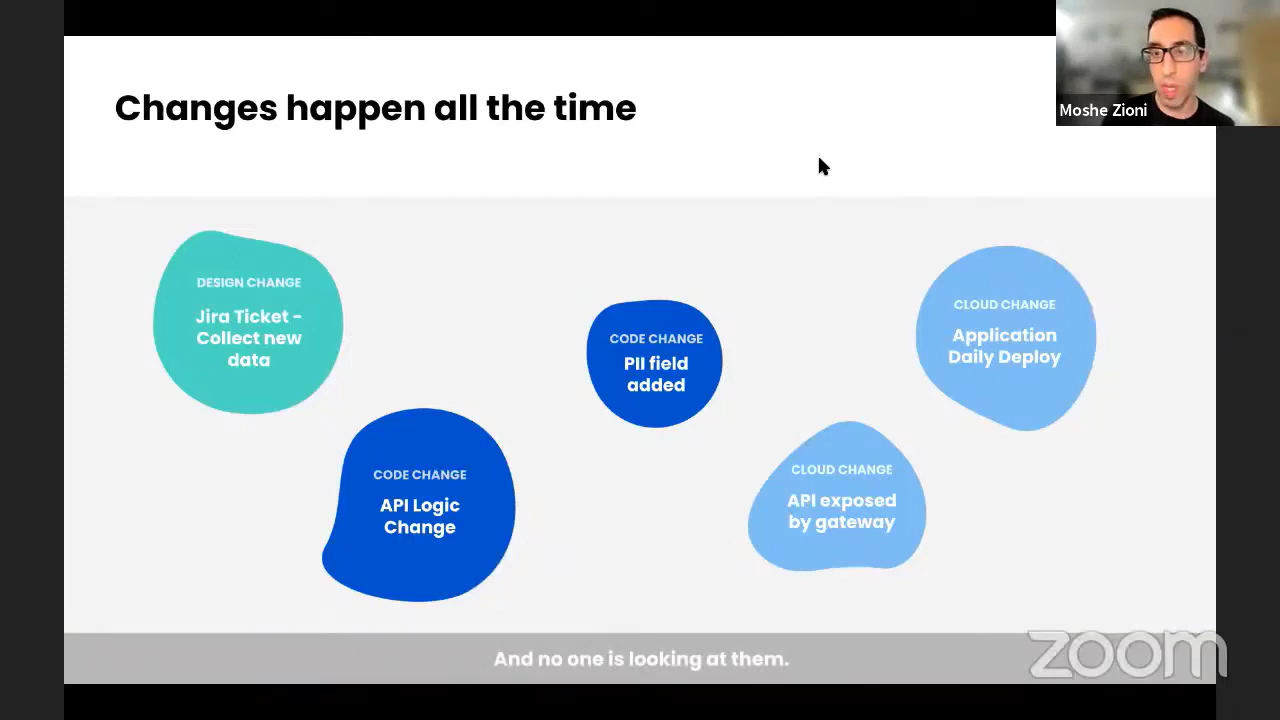 Changes happen all the time
Moshe Zioni
DESIGN CHANGE
Jira Ticket -
Collect new
data
CODE CHANGE
API Logic
Change
CODE CHANGE
PII field
added
CLOUD CHANGE
API exposed
by gateway
CLOUD CHANGE
Application
Daily Deploy
And no one is looking at them.
zoom